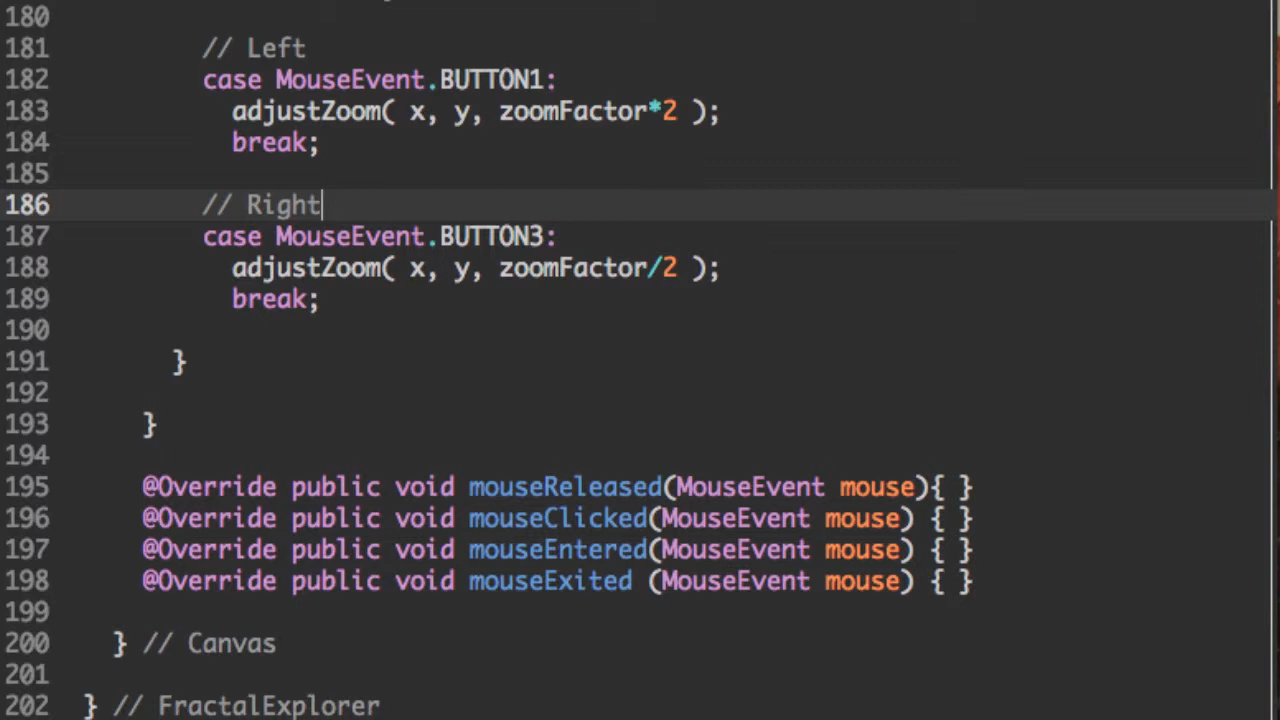 180
181 // Left
182 case MouseEvent.BUTTON1:
183 adjustZoom( x, y, zoomFactor*2 );
184 break;
185
186 // Right
187 case MouseEvent.BUTTON3:
188 adjustZoom( x, y, zoomFactor/2 );
189 break;
190
191 }
192
193 }
194
195 @Override public void mouseReleased(MouseEvent mouse){ }
196 @Override public void mouseClicked(MouseEvent mouse) { }
197 @Override public void mouseEntered(MouseEvent mouse) { }
198 @Override public void mouseExited (MouseEvent mouse) { }
199
200 } // Canvas
201
202 } // FractalExplorer